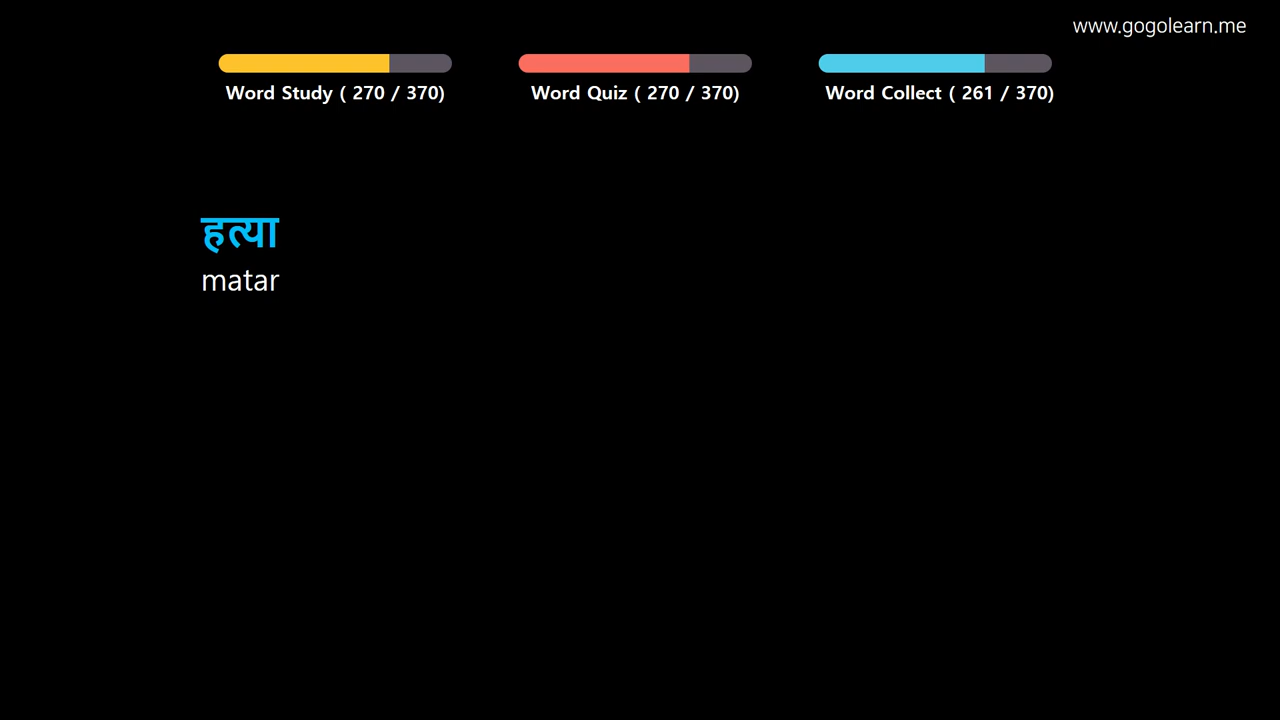 www.gogolearn.me
Word Study ( 270 / 370)
Word Quiz ( 270 / 370)
Word Collect ( 261 / 370)
हत्या
matar